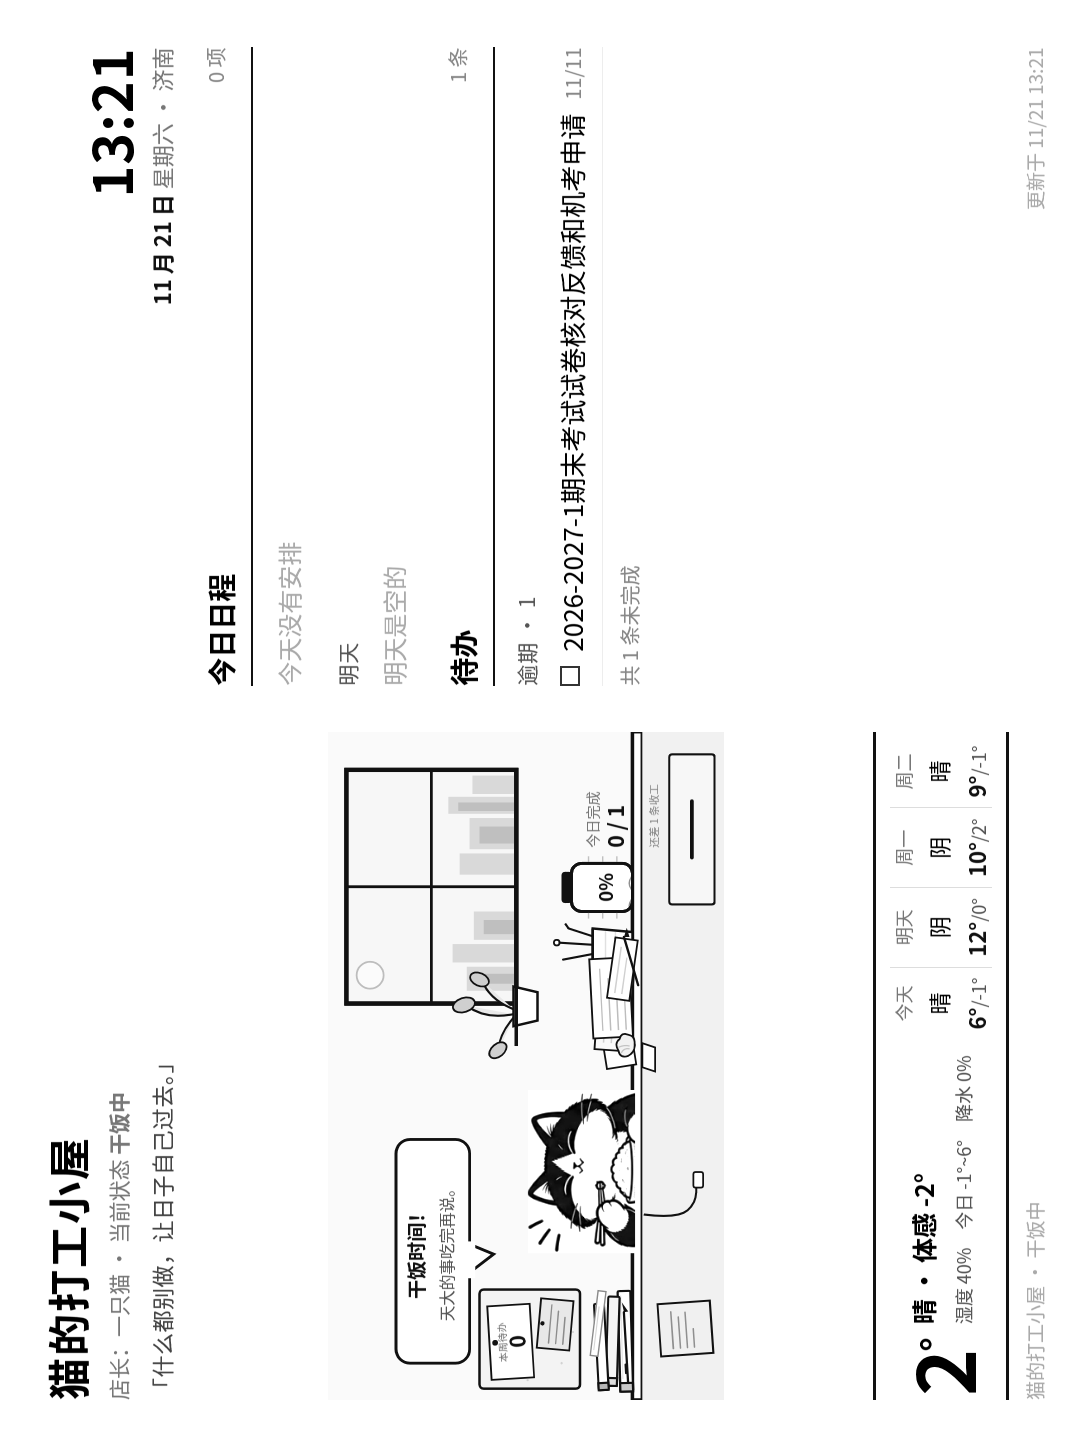 猫的打工小屋
店长：一只猫 · 当前状态 干饭中
「什么都别做，让日子自己过去。」
13:21
11 月 21 日 星期六 · 济南
干饭时间！
天大的事吃完再说。
本周待办
0
0%
今日完成
0 / 1
还差 1 条收工
2° 晴 · 体感 -2°
湿度 40% 今日 -1°~6° 降水 0%
今天 明天 周一 周二
晴 阴 阴 晴
6°/-1° 12°/0° 10°/2° 9°/-1°
今日日程 0 项
今天没有安排
明天
明天是空的
待办 1 条
逾期 · 1
2026-2027-1期末考试试卷核对反馈和机考申请 11/11
共 1 条未完成
猫的打工小屋 · 干饭中
更新于 11/21 13:21